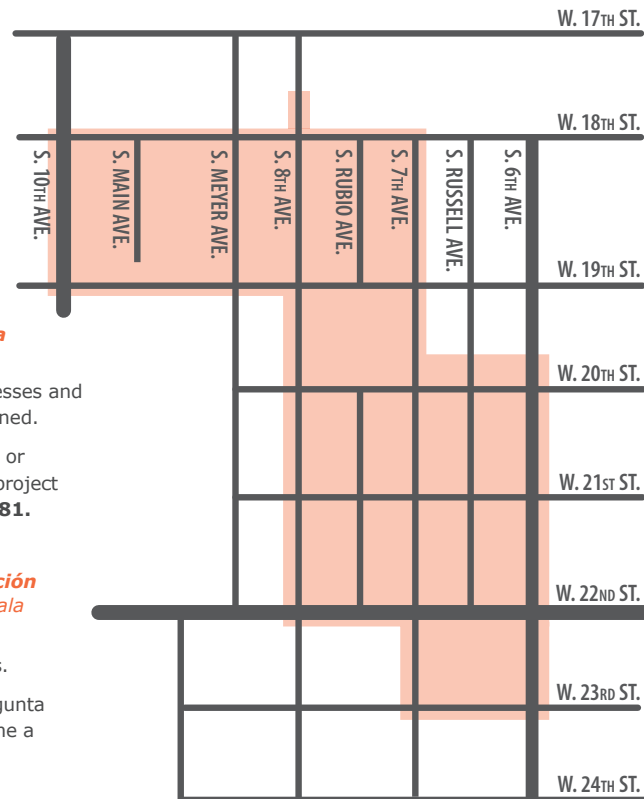 W. 17TH ST.
W. 18TH ST.
S. 10TH AVE.
S. MAIN AVE.
S. MEYER AVE.
S. 8TH AVE.
S. RUBIO AVE.
S. 7TH AVE.
S. RUSSELL AVE.
S. 6TH AVE.
W. 19TH ST.
a
W. 20TH ST.
esses and
ned.
or
project
81.
W. 21ST ST.
ción
ala
W. 22ND ST.
s.
gunta
ne a
W. 23RD ST.
W. 24TH ST.